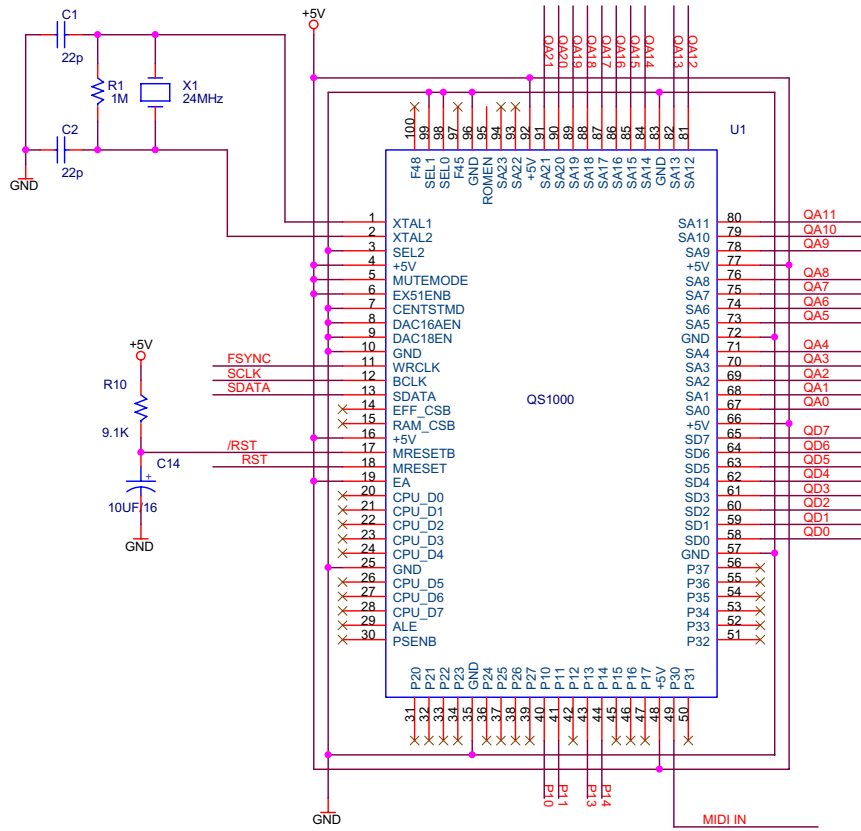 C1
22p
R1
1M
X1
24MHz
C2
22p
GND
+5V
QA21
QA20
QA19
QA18
QA17
QA16
QA15
QA14
QA13
QA12
U1
100
99
98
97
96
95
94
93
92
91
90
89
88
87
86
85
84
83
82
81
F48
SEL1
SEL0
F45
GND
ROMEN
SA23
SA22
+5V
SA21
SA20
SA19
SA18
SA17
SA16
SA15
SA14
GND
SA13
SA12
1 XTAL1
2 XTAL2
3 SEL2
4 +5V
5 MUTEMODE
6 EX51ENB
7 CENTSTMD
8 DAC16AEN
9 DAC18EN
10 GND
FSYNC 11 WRCLK
SCLK 12 BCLK
SDATA 13 SDATA
14 EFF_CSB
15 RAM_CSB
16 +5V
/RST 17 MRESETB
RST 18 MRESET
19 EA
20 CPU_D0
21 CPU_D1
22 CPU_D2
23 CPU_D3
24 CPU_D4
25 GND
26 CPU_D5
27 CPU_D6
28 CPU_D7
29 ALE
30 PSENB
+5V
R10
9.1K
C14
+
10UF/16
GND
QS1000
SA11 80 QA11
SA10 79 QA10
SA9 78 QA9
+5V 77
SA8 76 QA8
SA7 75 QA7
SA6 74 QA6
SA5 73 QA5
GND 72
SA4 71 QA4
SA3 70 QA3
SA2 69 QA2
SA1 68 QA1
SA0 67 QA0
+5V 66
SD7 65 QD7
SD6 64 QD6
SD5 63 QD5
SD4 62 QD4
SD3 61 QD3
SD2 60 QD2
SD1 59 QD1
SD0 58 QD0
GND 57
P37 56
P36 55
P35 54
P34 53
P33 52
P32 51
P20
P21
P22
P23
GND
P24
P25
P26
P27
P10
P11
P12
P13
P14
P15
P16
P17
+5V
P30
P31
31
32
33
34
35
36
37
38
39
40
41
42
43
44
45
46
47
48
49
50
P10
P11
P13
P14
GND
MIDI IN